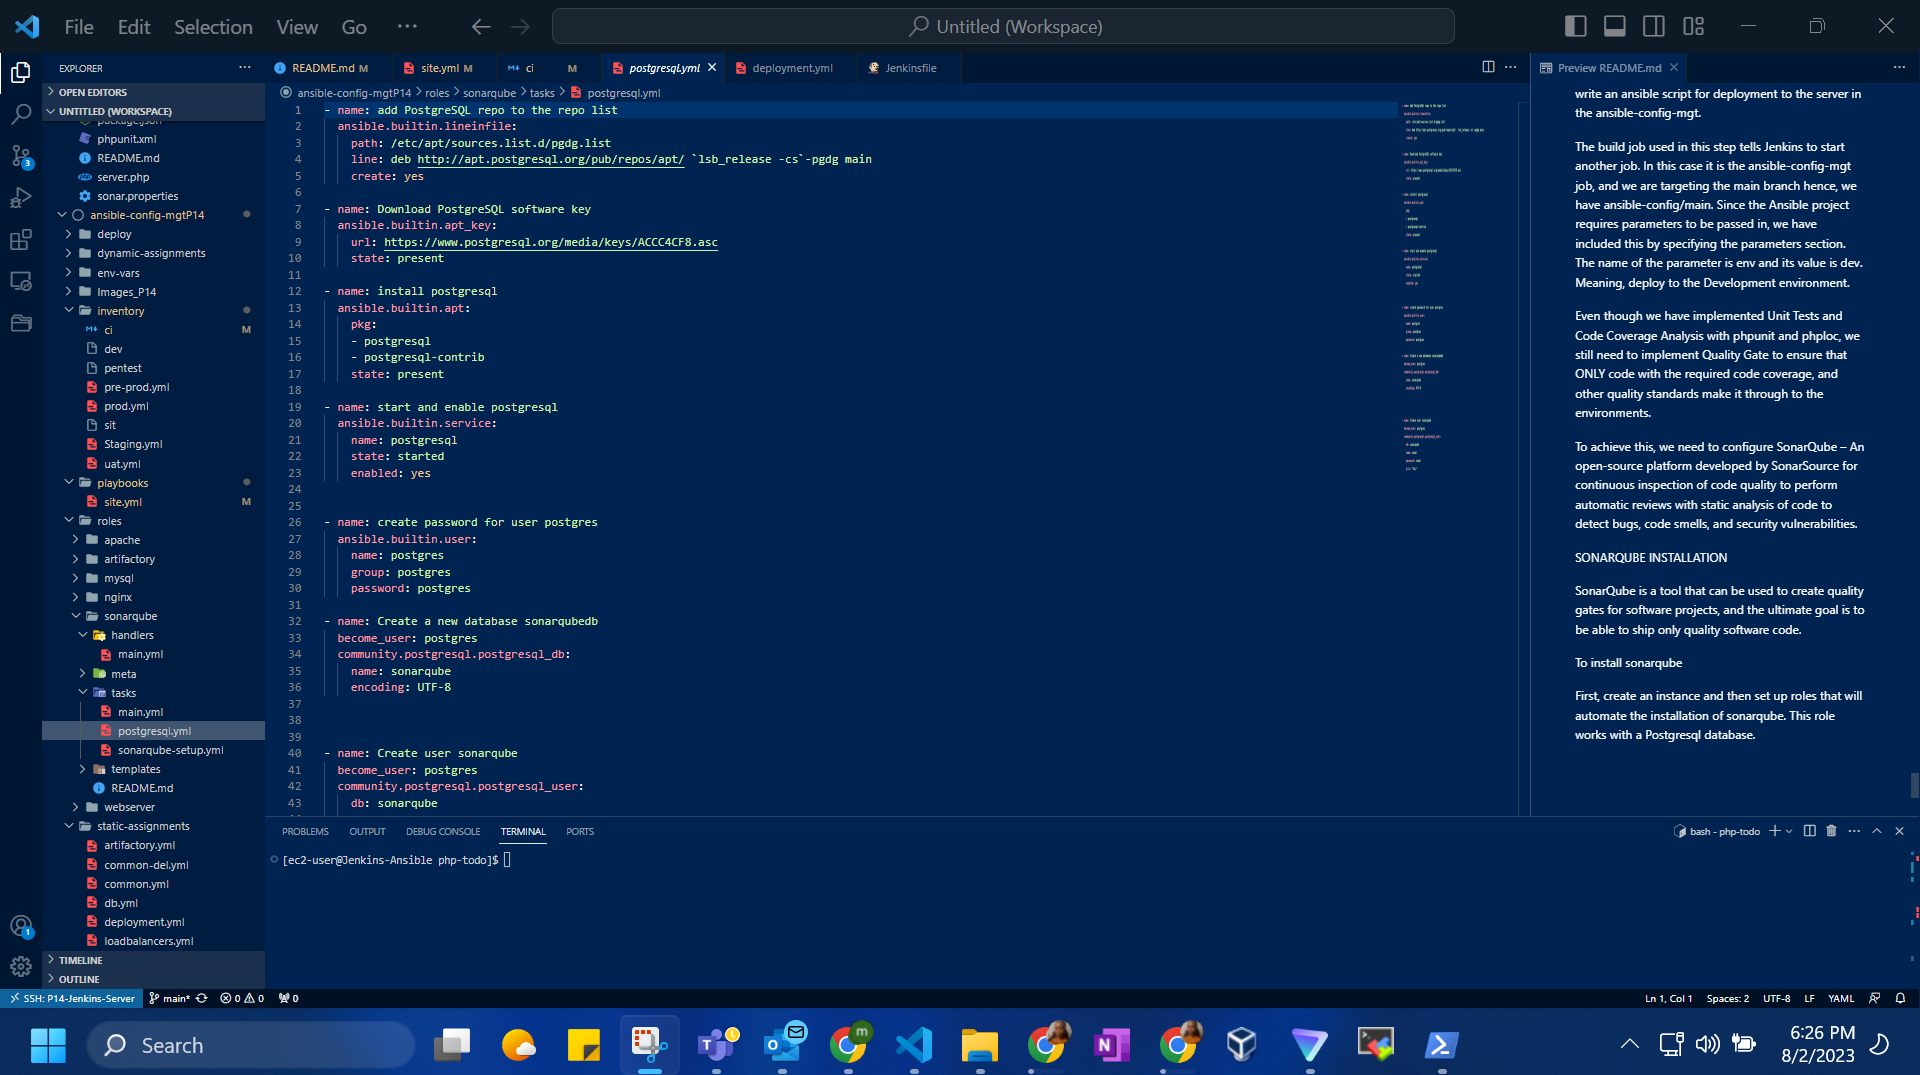 File Edit Selection View Go ··· Untitled (Workspace)
EXPLORER ···
OPEN EDITORS
UNTITLED (WORKSPACE)
package.json
phpunit.xml
README.md
server.php
sonar.properties
ansible-config-mgtP14
deploy
dynamic-assignments
env-vars
Images_P14
inventory
ci M
dev
pentest
pre-prod.yml
prod.yml
sit
Staging.yml
uat.yml
playbooks
site.yml M
roles
apache
artifactory
mysql
nginx
sonarqube
handlers
main.yml
meta
tasks
main.yml
postgresql.yml
sonarqube-setup.yml
templates
README.md
webserver
static-assignments
artifactory.yml
common-del.yml
common.yml
db.yml
deployment.yml
loadbalancers.yml
TIMELINE
OUTLINE
README.md M site.yml M ci M postgresql.yml deployment.yml Jenkinsfile
ansible-config-mgtP14 > roles > sonarqube > tasks > postgresql.yml
1 - name: add PostgreSQL repo to the repo list
2 ansible.builtin.lineinfile:
3 path: /etc/apt/sources.list.d/pgdg.list
4 line: deb http://apt.postgresql.org/pub/repos/apt/ `lsb_release -cs`-pgdg main
5 create: yes
6
7 - name: Download PostgreSQL software key
8 ansible.builtin.apt_key:
9 url: https://www.postgresql.org/media/keys/ACCC4CF8.asc
10 state: present
11
12 - name: install postgresql
13 ansible.builtin.apt:
14 pkg:
15 - postgresql
16 - postgresql-contrib
17 state: present
18
19 - name: start and enable postgresql
20 ansible.builtin.service:
21 name: postgresql
22 state: started
23 enabled: yes
24
25
26 - name: create password for user postgres
27 ansible.builtin.user:
28 name: postgres
29 group: postgres
30 password: postgres
31
32 - name: Create a new database sonarqubedb
33 become_user: postgres
34 community.postgresql.postgresql_db:
35 name: sonarqube
36 encoding: UTF-8
37
38
39
40 - name: Create user sonarqube
41 become_user: postgres
42 community.postgresql.postgresql_user:
43 db: sonarqube
Preview README.md
write an ansible script for deployment to the server in
the ansible-config-mgt.
The build job used in this step tells Jenkins to start
another job. In this case it is the ansible-config-mgt
job, and we are targeting the main branch hence, we
have ansible-config/main. Since the Ansible project
requires parameters to be passed in, we have
included this by specifying the parameters section.
The name of the parameter is env and its value is dev.
Meaning, deploy to the Development environment.
Even though we have implemented Unit Tests and
Code Coverage Analysis with phpunit and phploc, we
still need to implement Quality Gate to ensure that
ONLY code with the required code coverage, and
other quality standards make it through to the
environments.
To achieve this, we need to configure SonarQube – An
open-source platform developed by SonarSource for
continuous inspection of code quality to perform
automatic reviews with static analysis of code to
detect bugs, code smells, and security vulnerabilities.
SONARQUBE INSTALLATION
SonarQube is a tool that can be used to create quality
gates for software projects, and the ultimate goal is to
be able to ship only quality software code.
To install sonarqube
First, create an instance and then set up roles that will
automate the installation of sonarqube. This role
works with a Postgresql database.
PROBLEMS OUTPUT DEBUG CONSOLE TERMINAL PORTS bash - php-todo
[ec2-user@Jenkins-Ansible php-todo]$
3
1
SSH: P14-Jenkins-Server main* 0 0 0 Ln 1, Col 1 Spaces: 2 UTF-8 LF YAML
Search
6:26 PM
8/2/2023